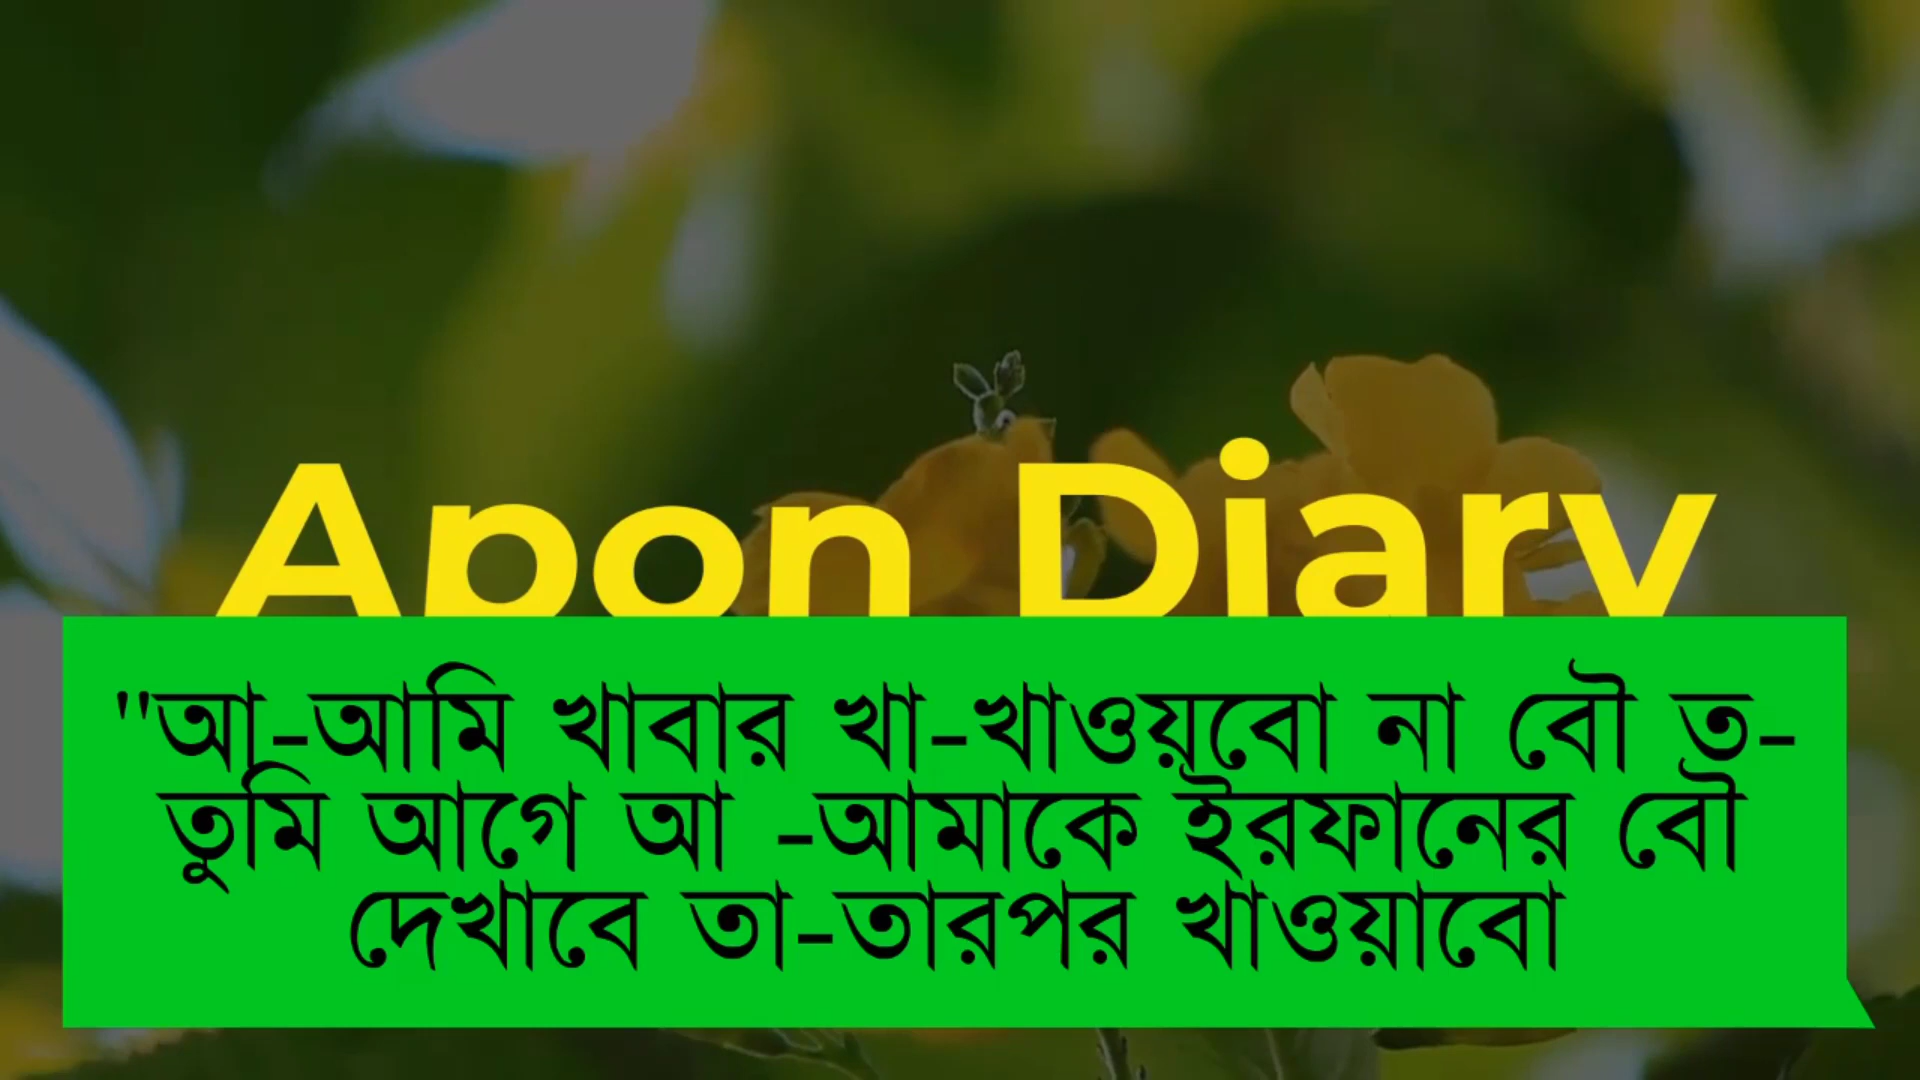 Apon Diary
"আ-আমি খাবার খা-খাওয়বো না বৌ ত-
তুমি আগে আ -আমাকে ইরফানের বৌ
দেখাবে তা-তারপর খাওয়াবো